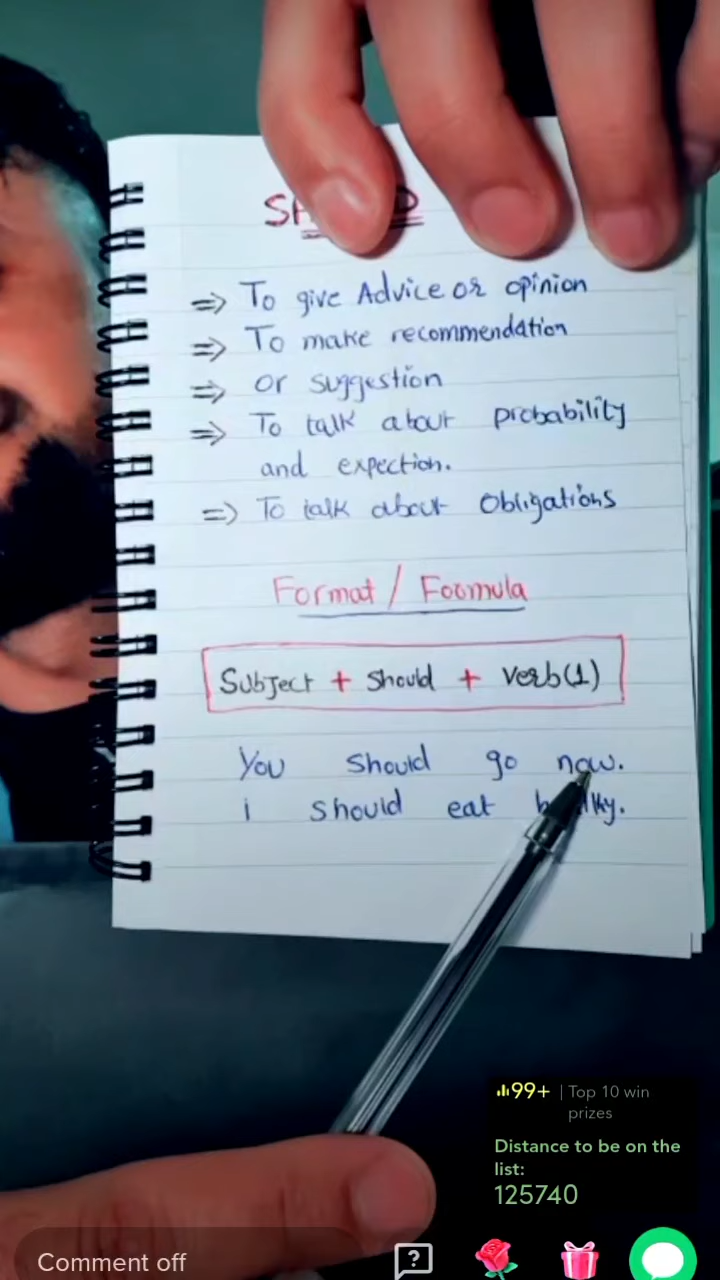 => To give Advice or opinion
=> To make recommendation
=> or suggestion
=> To talk about probability
and expection.
=> To talk about Obligations
Format / Foomula
Subject + should + verb(1)
You should go now.
i should eat
99+ | Top 10 win
prizes
Distance to be on the
list:
125740
Comment off